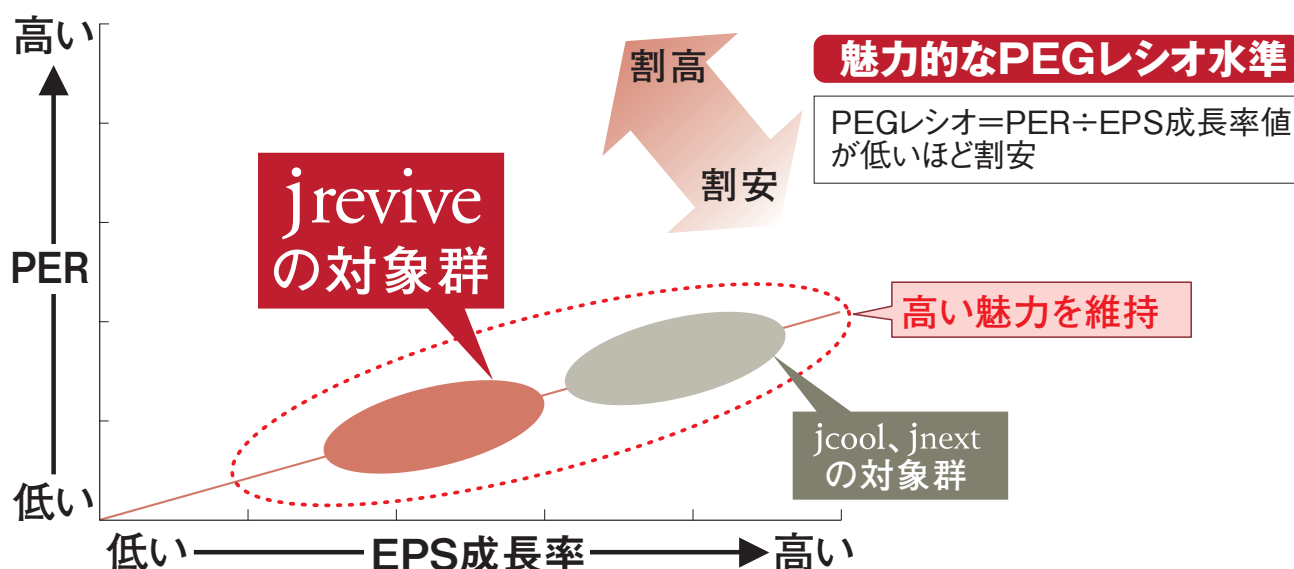 高い
PER
低い
低い
EPS成長率
高い
割高
割安
魅力的なPEGレシオ水準
PEGレシオ=PER÷EPS成長率値
が低いほど割安
jrevive
の対象群
高い魅力を維持
jcool、jnext
の対象群